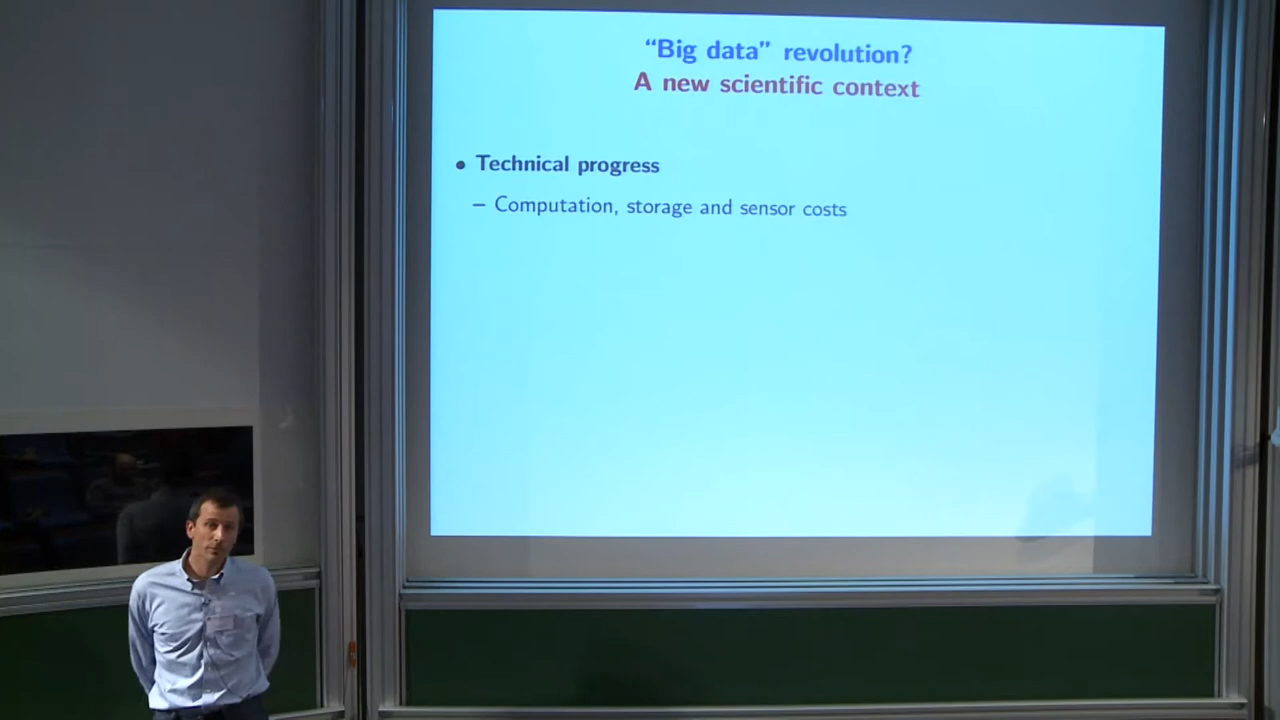 “Big data” revolution?
A new scientific context
• Technical progress
– Computation, storage and sensor costs